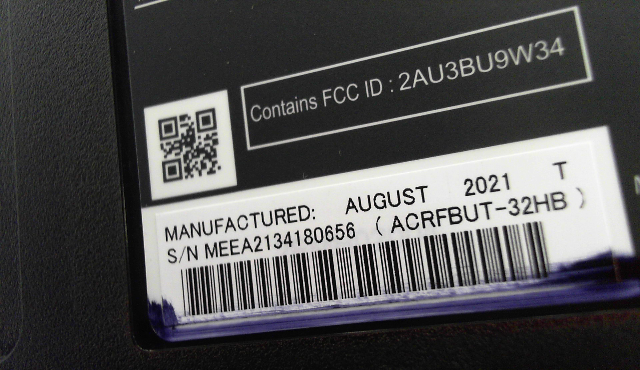 Contains FCC ID : 2AU3BU9W34
MANUFACTURED: AUGUST 2021 T
S/N MEEA2134180656 ( ACRFBUT-32HB )